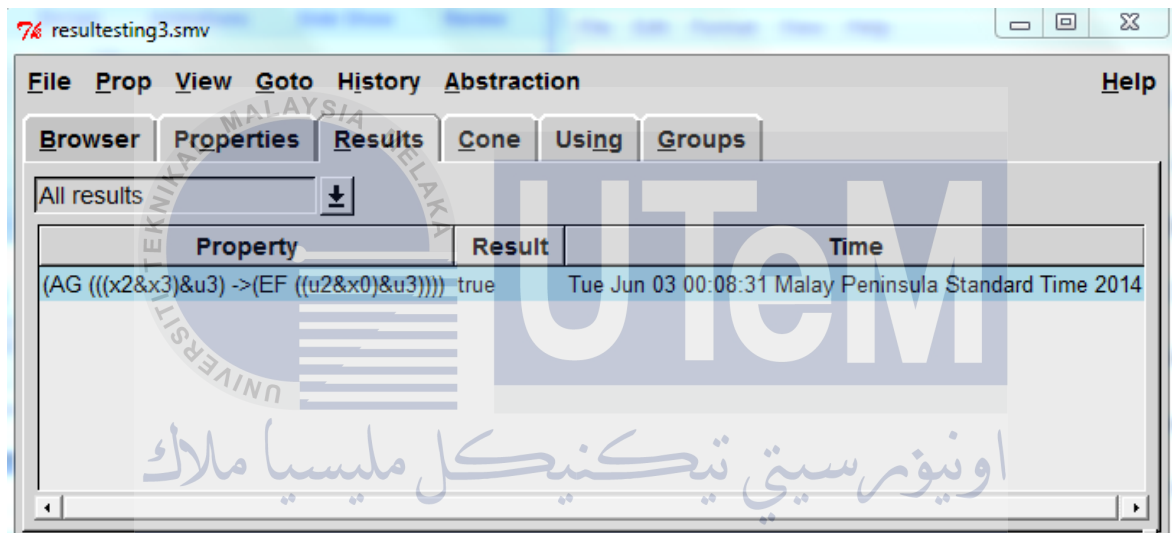 resultesting3.smv
File Prop View Goto History Abstraction Help
Browser Properties Results Cone Using Groups
All results
Property Result Time
(AG (((x2&x3)&u3) ->(EF ((u2&x0)&u3)))) true Tue Jun 03 00:08:31 Malay Peninsula Standard Time 2014
UNIVERSITI TEKNIKAL MALAYSIA MELAKA
UTeM
اونيۏرسيتي تيكنيكل مليسيا ملاك